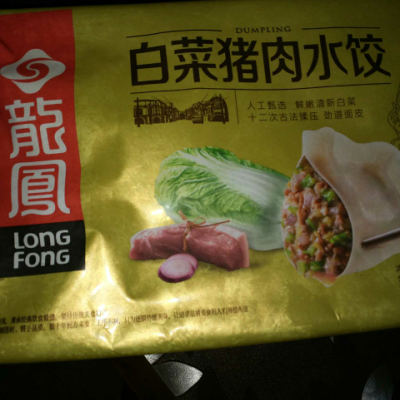 DUMPLING
白菜猪肉水饺
人工甄选 鲜嫩清新白菜
十二次古法揉压 劲道面皮
龍鳳
LONG
FONG